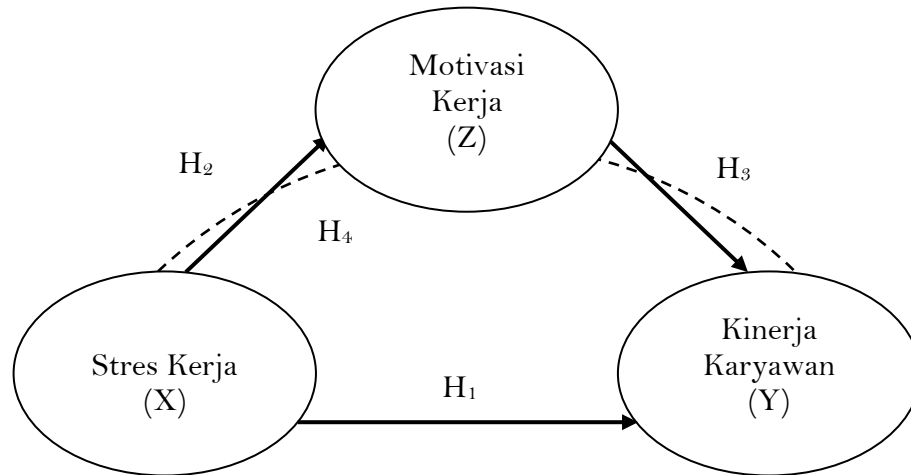 Motivasi
Kerja
(Z)
H₂
H₃
H₄
Stres Kerja
(X)
H₁
Kinerja
Karyawan
(Y)